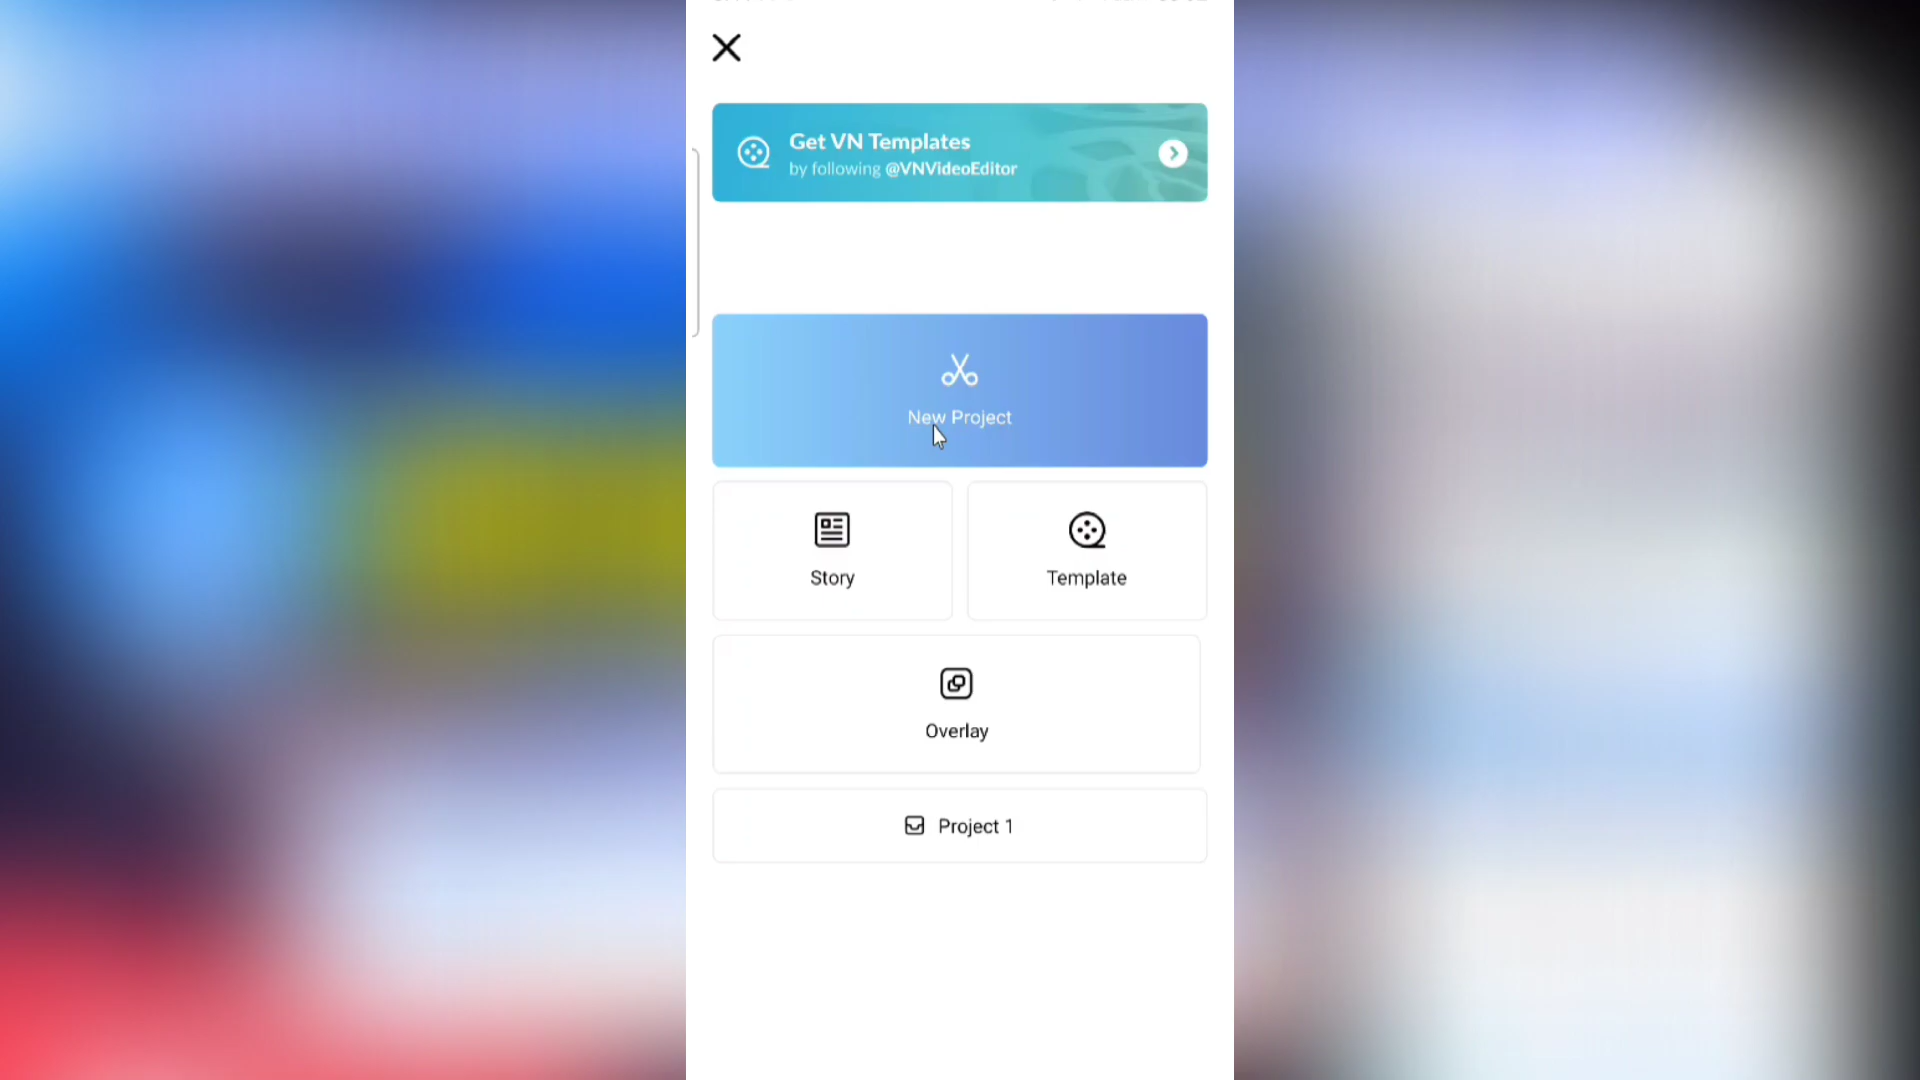 Get VN Templates
by following @VNVideoEditor
New Project
Story
Template
Overlay
Project 1